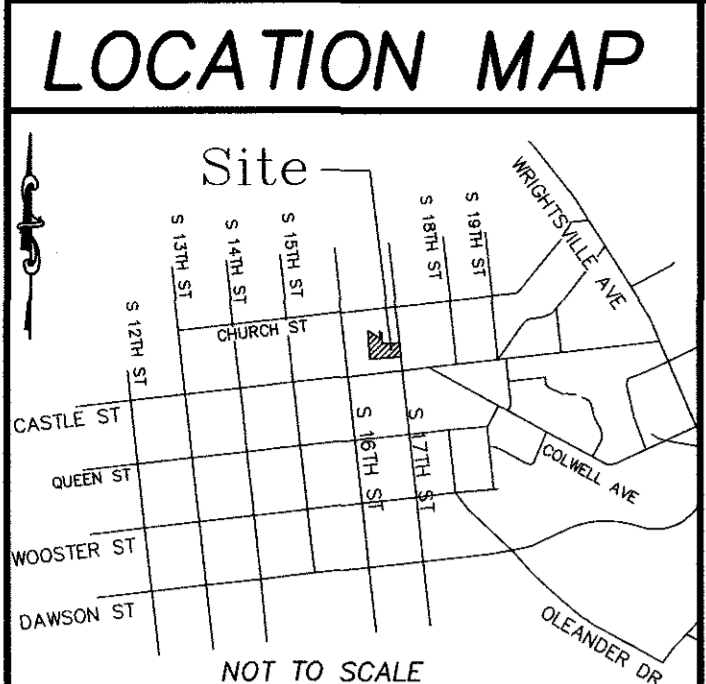 LOCATION MAP
Site
WRIGHTSVILLE AVE
S 18TH ST
S 19TH ST
S 13TH ST
S 14TH ST
S 15TH ST
S 12TH ST
CHURCH ST
CASTLE ST
S 16TH ST
S 17TH ST
QUEEN ST
COLWELL AVE
WOOSTER ST
DAWSON ST
OLEANDER DR
NOT TO SCALE